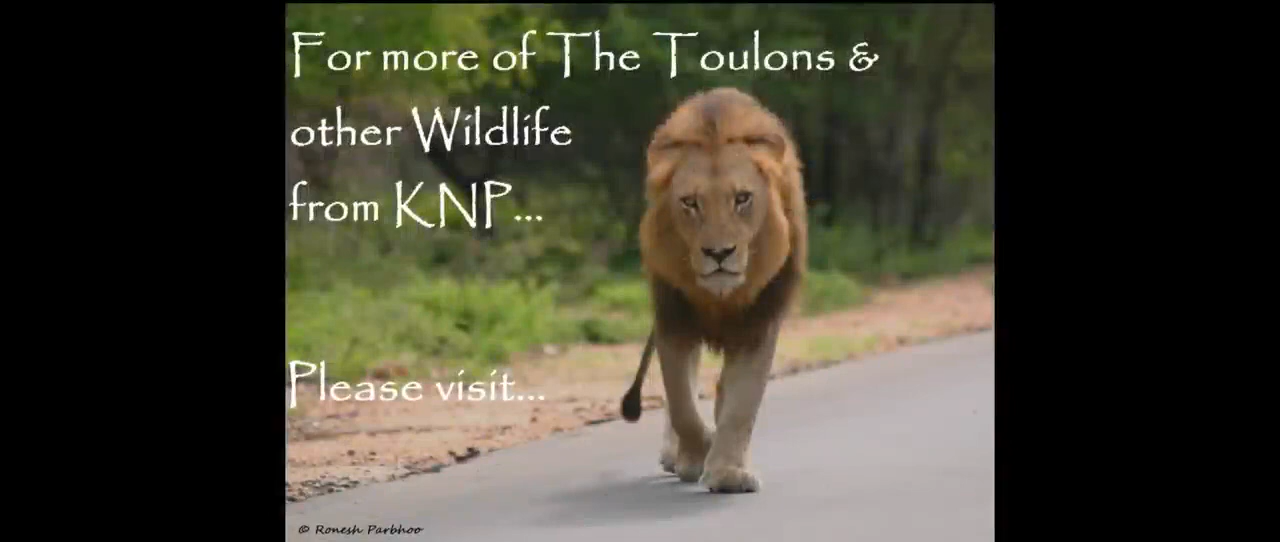 For more of The Toulons &
other Wildlife
from KNP...
Please visit...
© Ronesh Parbhoo